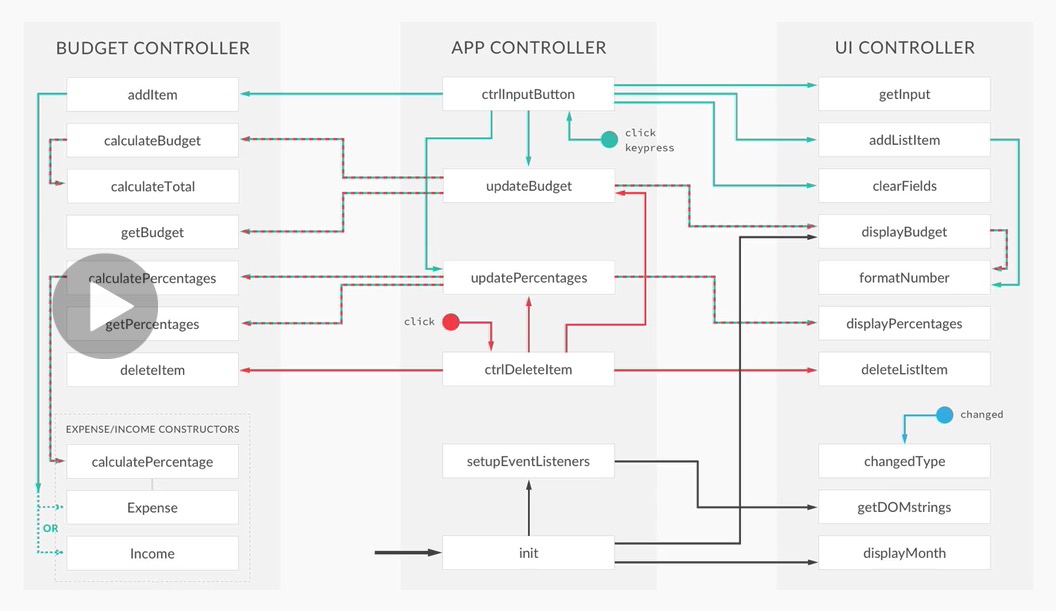 BUDGET CONTROLLER
addItem
calculateBudget
calculateTotal
getBudget
calculatePercentages
getPercentages
deleteItem
EXPENSE/INCOME CONSTRUCTORS
calculatePercentage
Expense
OR
Income
APP CONTROLLER
ctrlInputButton
click
keypress
updateBudget
updatePercentages
click
ctrlDeleteItem
setupEventListeners
init
UI CONTROLLER
getInput
addListItem
clearFields
displayBudget
formatNumber
displayPercentages
deleteListItem
changed
changedType
getDOMstrings
displayMonth